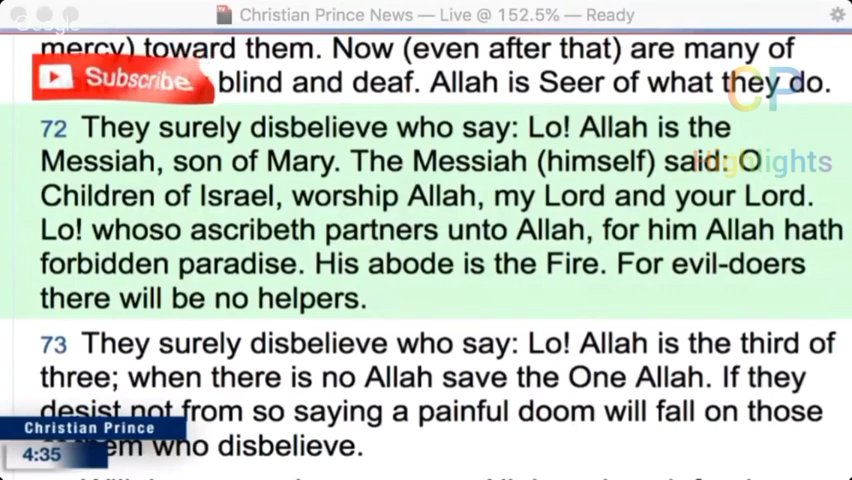 Christian Prince News — Live @ 152.5% — Ready
Google
mercy) toward them. Now (even after that) are many of
Subscribe
blind and deaf. Allah is Seer of what they do.
CP
Highlights
72 They surely disbelieve who say: Lo! Allah is the
Messiah, son of Mary. The Messiah (himself) said: O
Children of Israel, worship Allah, my Lord and your Lord.
Lo! whoso ascribeth partners unto Allah, for him Allah hath
forbidden paradise. His abode is the Fire. For evil-doers
there will be no helpers.
73 They surely disbelieve who say: Lo! Allah is the third of
three; when there is no Allah save the One Allah. If they
desist not from so saying a painful doom will fall on those
who disbelieve.
Christian Prince
4:35